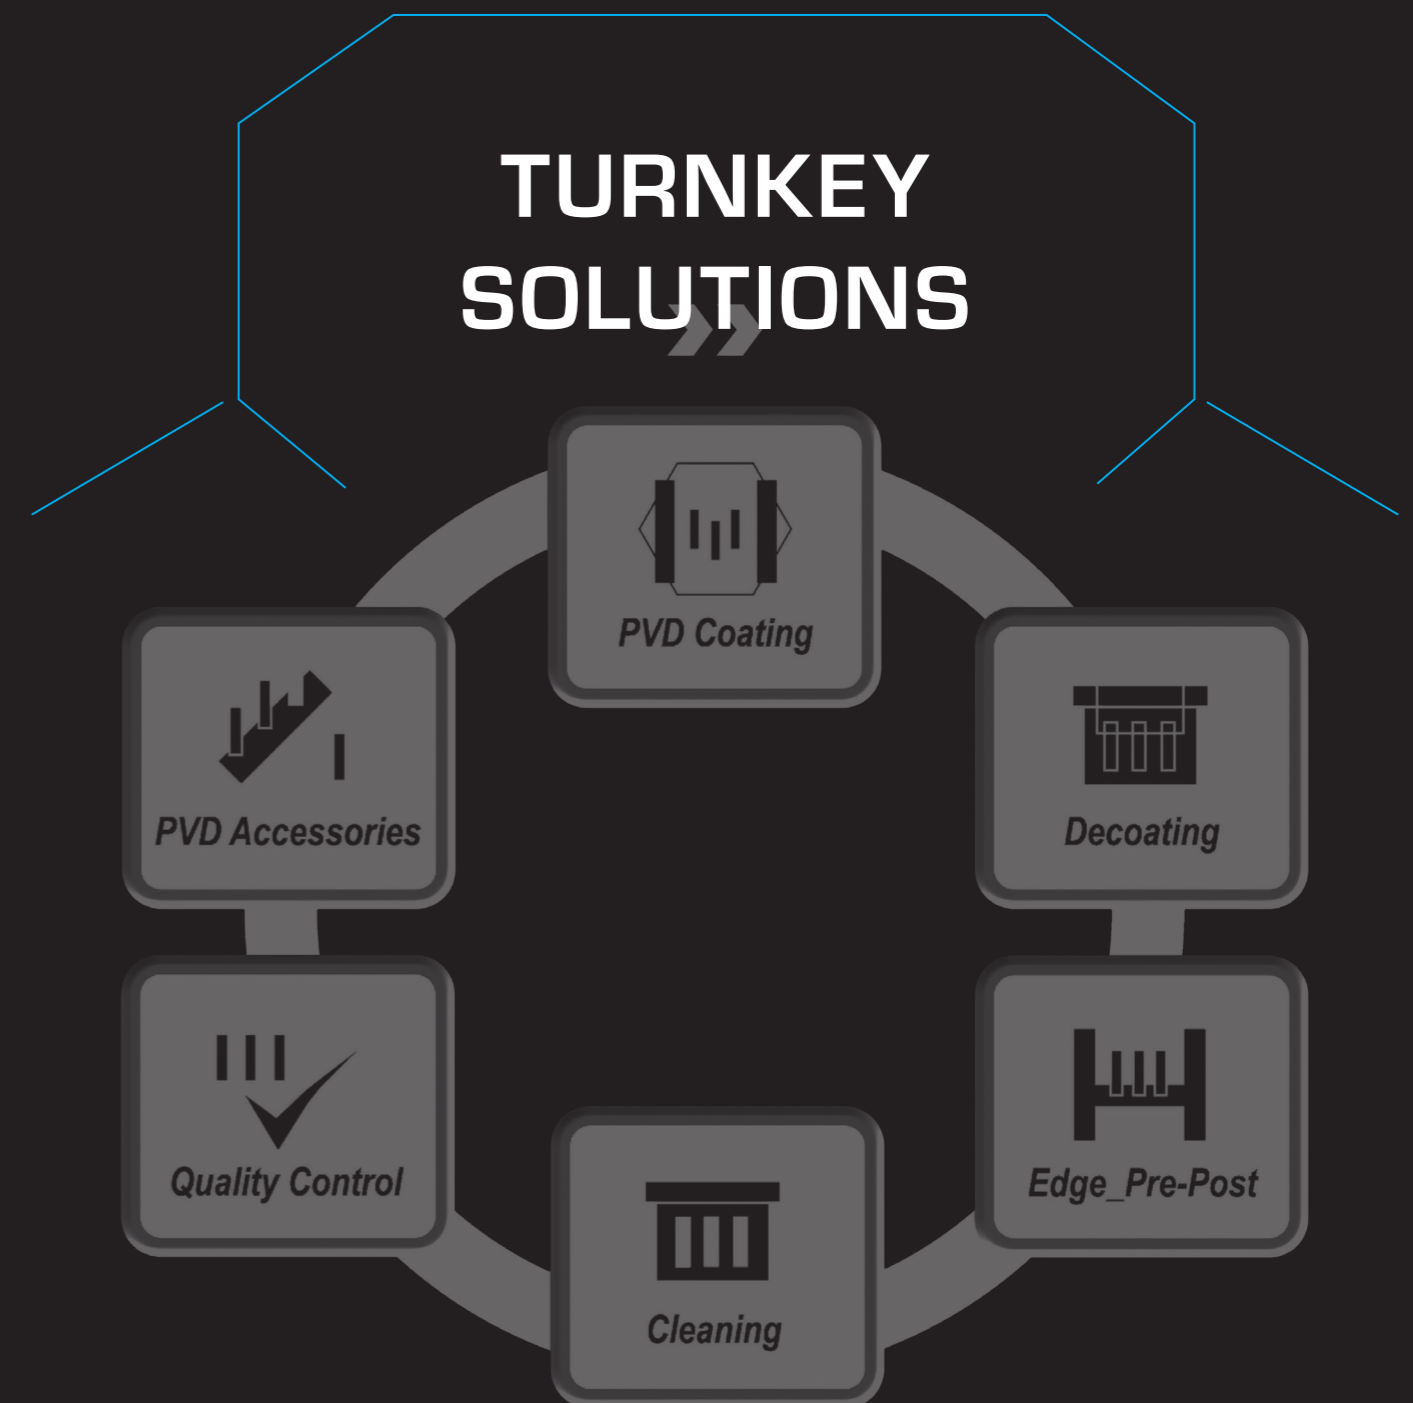 TURNKEY
SOLUTIONS
PVD Coating
PVD Accessories
Decoating
Quality Control
Edge_Pre-Post
Cleaning